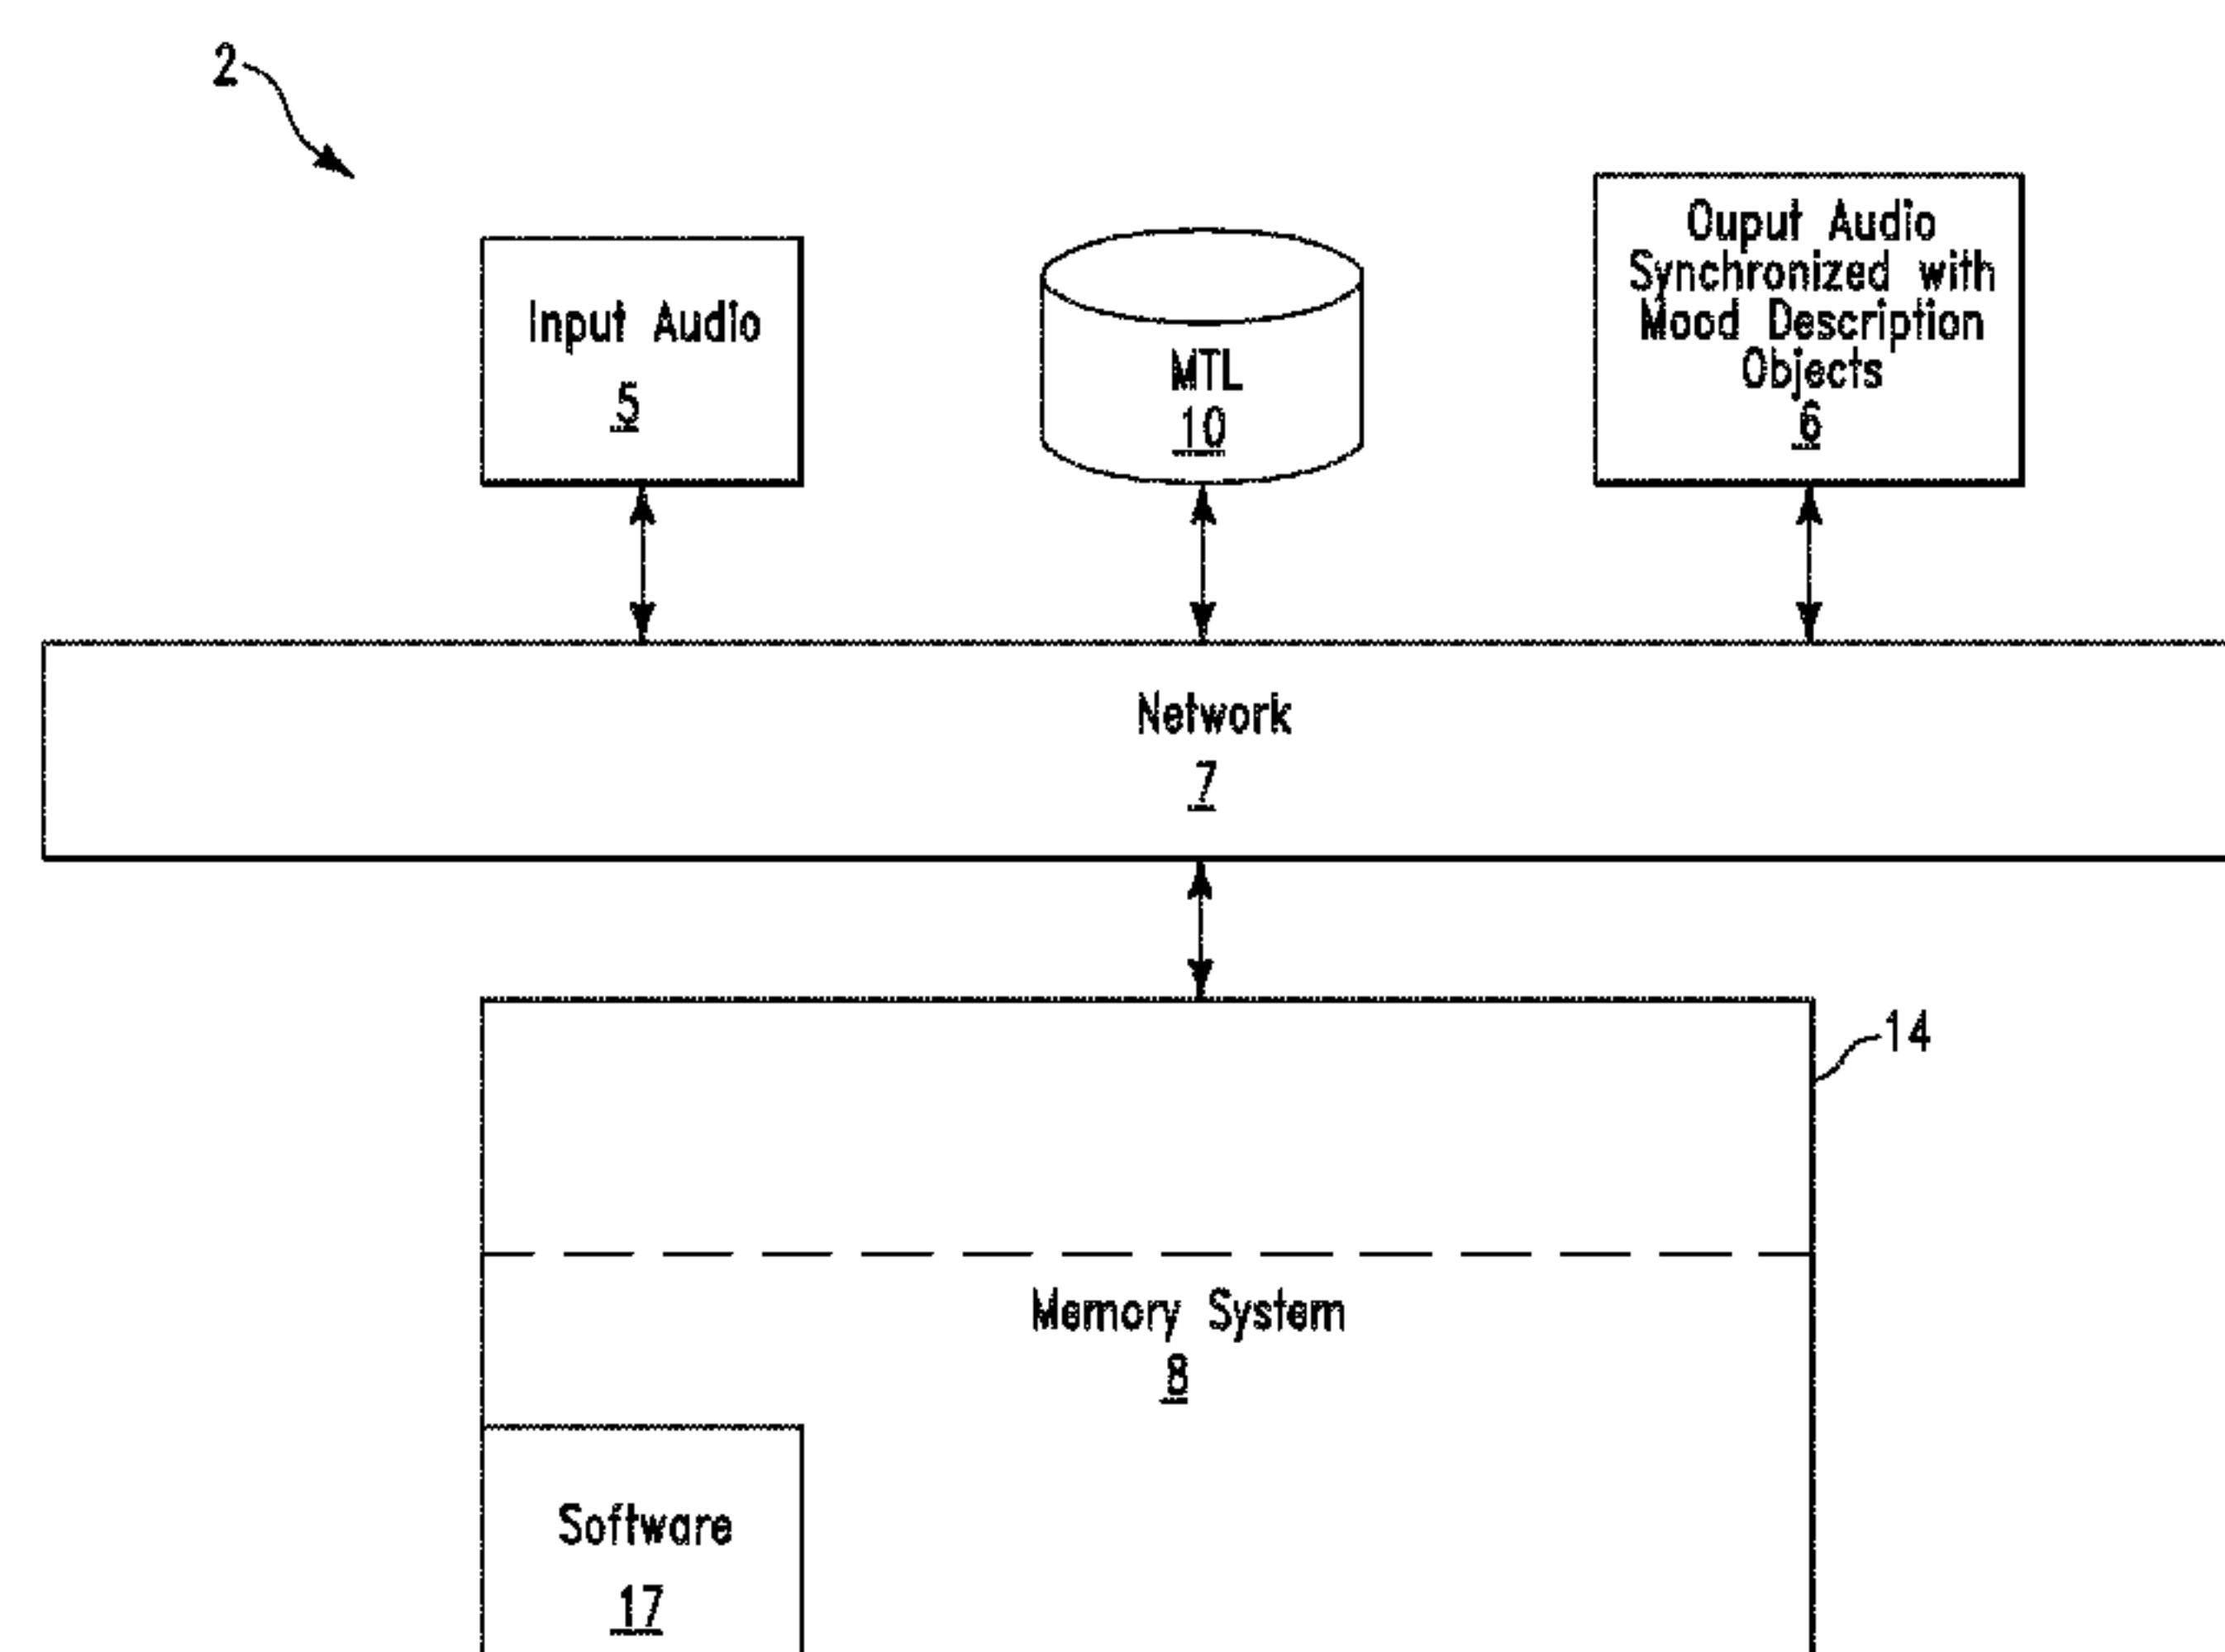 2
Input Audio
5
MTL
10
Ouput Audio
Synchronized with
Mood Description
Objects
6
Network
7
14
Memory System
8
Software
17